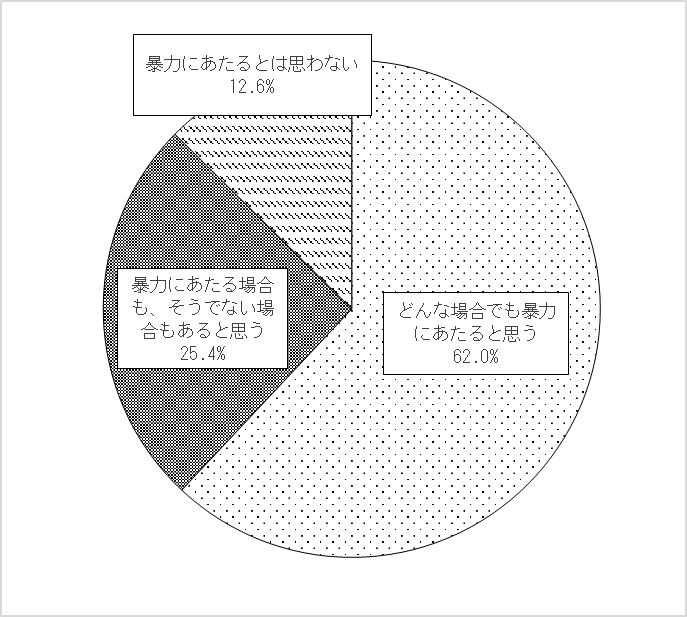 暴力にあたるとは思わない
12.6%
暴力にあたる場合
も、そうでない場
合もあると思う
25.4%
どんな場合でも暴力
にあたると思う
62.0%